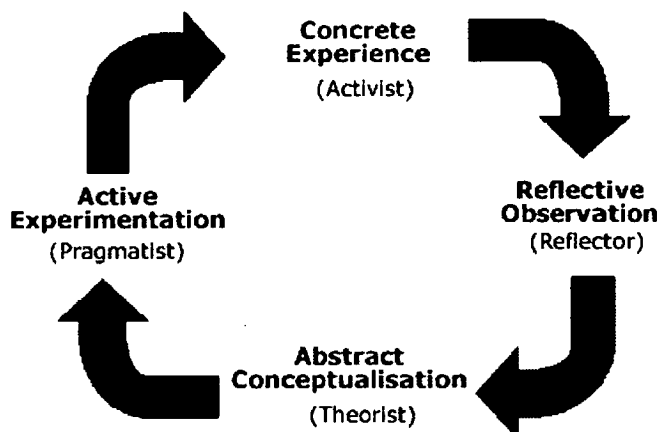 Concrete
Experience
(Activist)
Reflective
Observation
(Reflector)
Abstract
Conceptualisation
(Theorist)
Active
Experimentation
(Pragmatist)